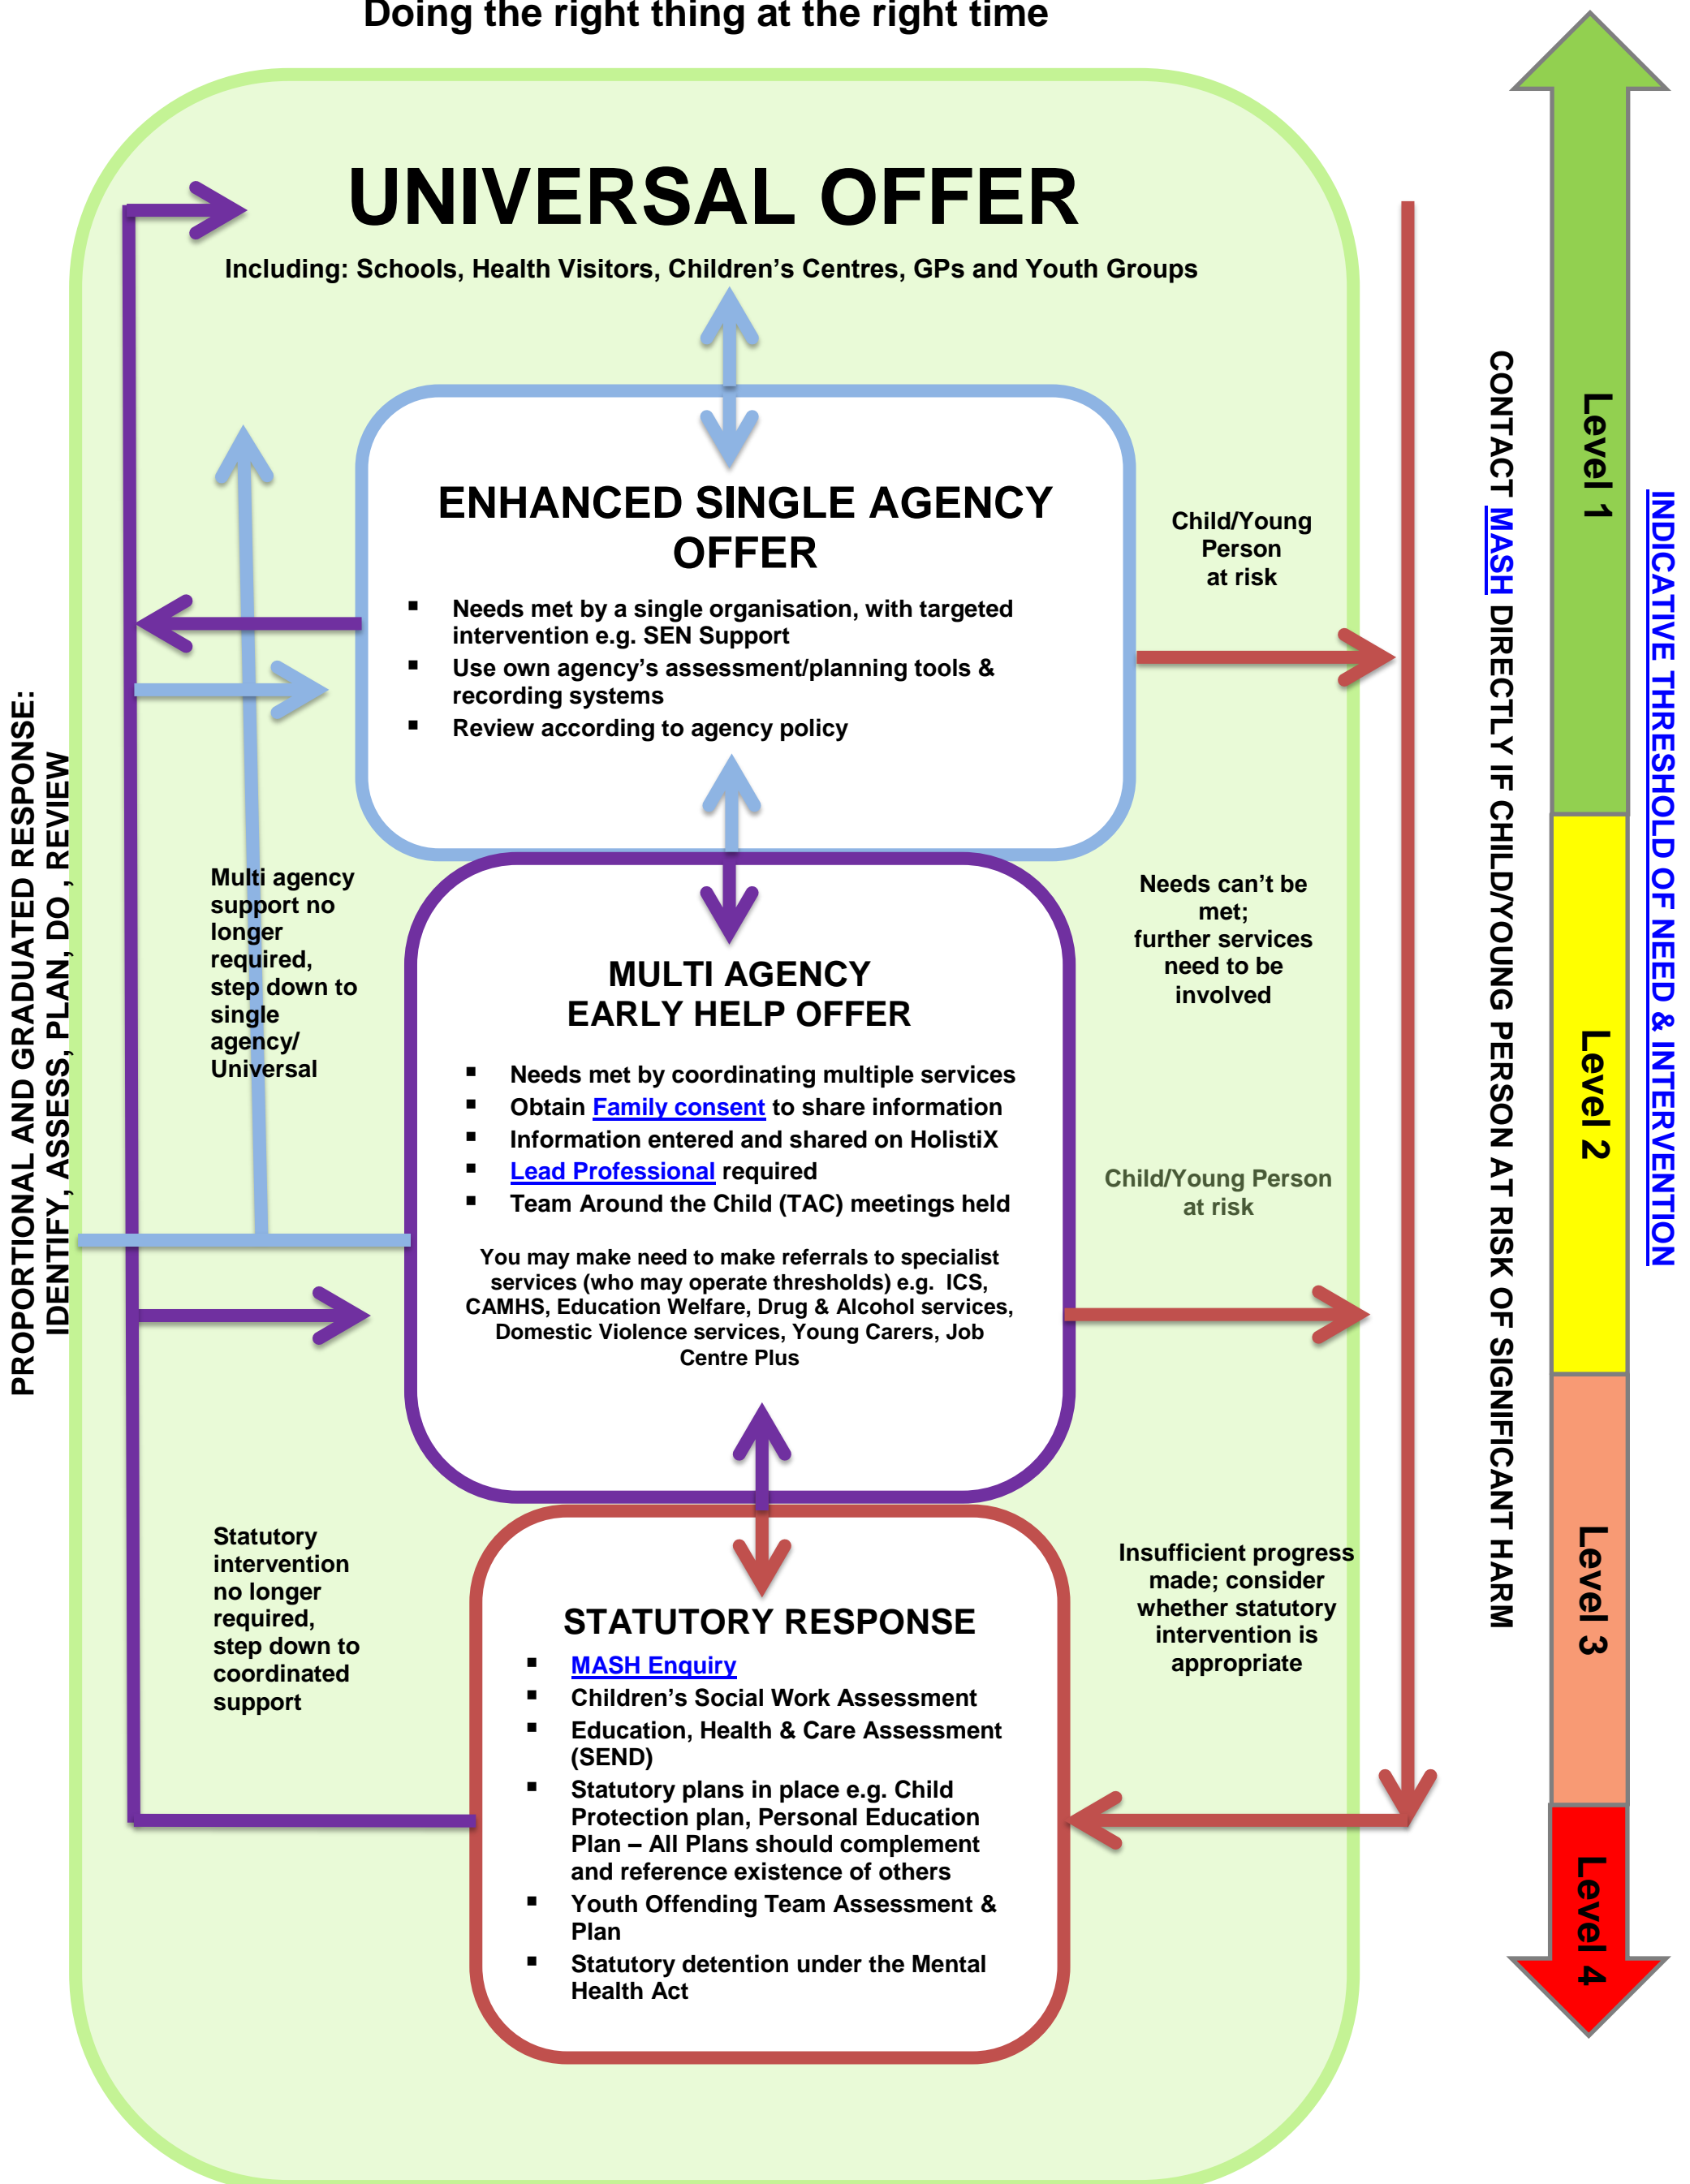 Doing the right thing at the right time
UNIVERSAL OFFER
Including: Schools, Health Visitors, Children's Centres, GPs and Youth Groups
ENHANCED SINGLE AGENCY
OFFER
▪ Needs met by a single organisation, with targeted
intervention e.g. SEN Support
▪ Use own agency's assessment/planning tools &
recording systems
▪ Review according to agency policy
Child/Young
Person
at risk
PROPORTIONAL AND GRADUATED RESPONSE:
IDENTIFY, ASSESS, PLAN, DO , REVIEW
Multi agency
support no
longer
required,
step down to
single
agency/
Universal
MULTI AGENCY
EARLY HELP OFFER
▪ Needs met by coordinating multiple services
▪ Obtain Family consent to share information
▪ Information entered and shared on HolistiX
▪ Lead Professional required
▪ Team Around the Child (TAC) meetings held
You may make need to make referrals to specialist
services (who may operate thresholds) e.g. ICS,
CAMHS, Education Welfare, Drug & Alcohol services,
Domestic Violence services, Young Carers, Job
Centre Plus
Needs can't be
met;
further services
need to be
involved
Child/Young Person
at risk
Statutory
intervention
no longer
required,
step down to
coordinated
support
STATUTORY RESPONSE
▪ MASH Enquiry
▪ Children's Social Work Assessment
▪ Education, Health & Care Assessment
(SEND)
▪ Statutory plans in place e.g. Child
Protection plan, Personal Education
Plan – All Plans should complement
and reference existence of others
▪ Youth Offending Team Assessment &
Plan
▪ Statutory detention under the Mental
Health Act
Insufficient progress
made; consider
whether statutory
intervention is
appropriate
CONTACT MASH DIRECTLY IF CHILD/YOUNG PERSON AT RISK OF SIGNIFICANT HARM
Level 1
Level 2
Level 3
Level 4
INDICATIVE THRESHOLD OF NEED & INTERVENTION